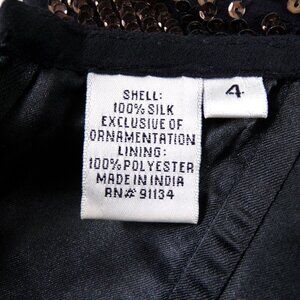 SHELL:
100% SILK
EXCLUSIVE OF
ORNAMENTATION
LINING:
100% POLYESTER
MADE IN INDIA
RN# 91134
4